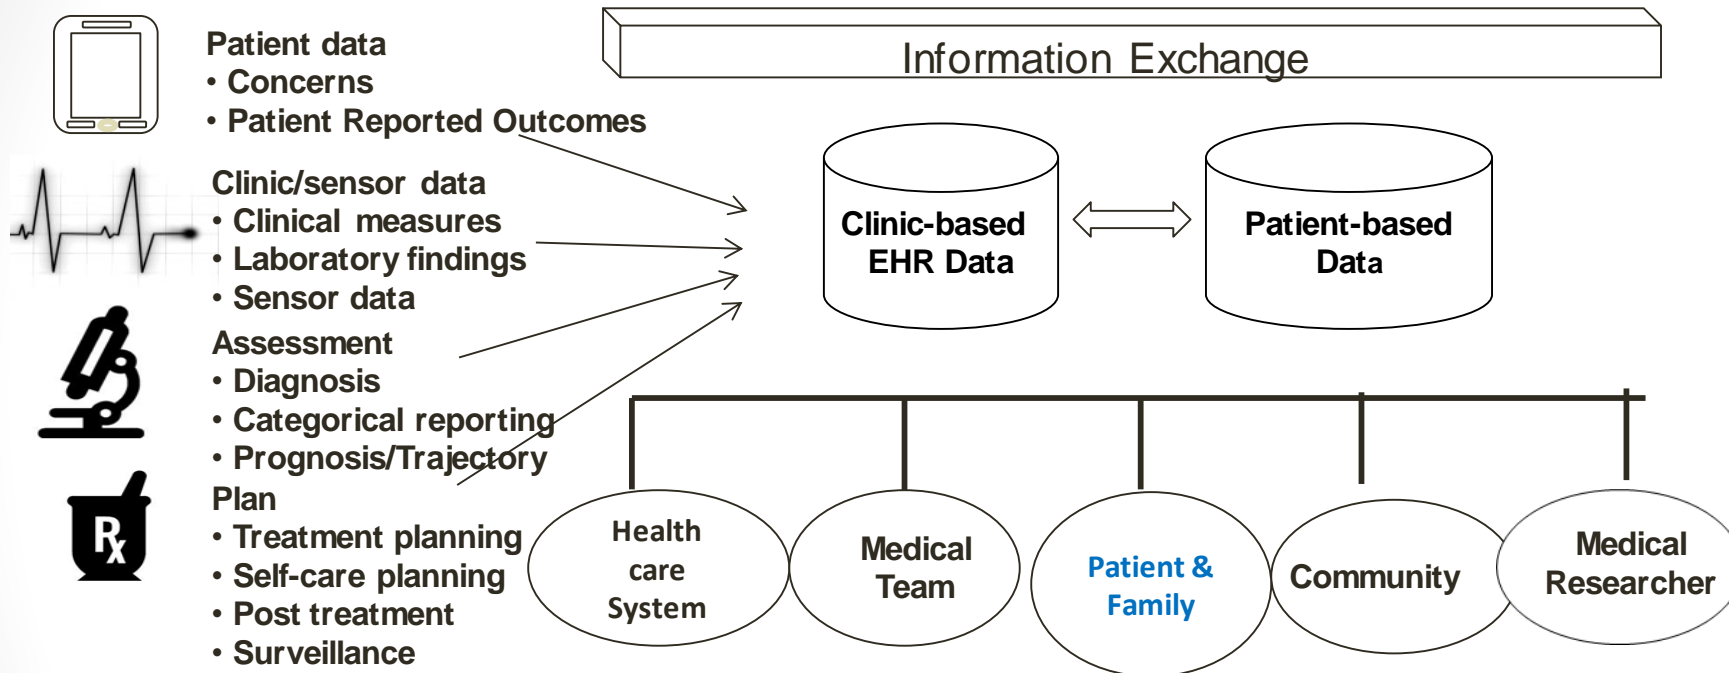 Patient data
• Concerns
• Patient Reported Outcomes
Clinic/sensor data
• Clinical measures
• Laboratory findings
• Sensor data
Assessment
• Diagnosis
• Categorical reporting
• Prognosis/Trajectory
Plan
• Treatment planning
• Self-care planning
• Post treatment
• Surveillance
Rx
Information Exchange
Clinic-based
EHR Data
Patient-based
Data
Health
care
System
Medical
Team
Patient &
Family
Community
Medical
Researcher